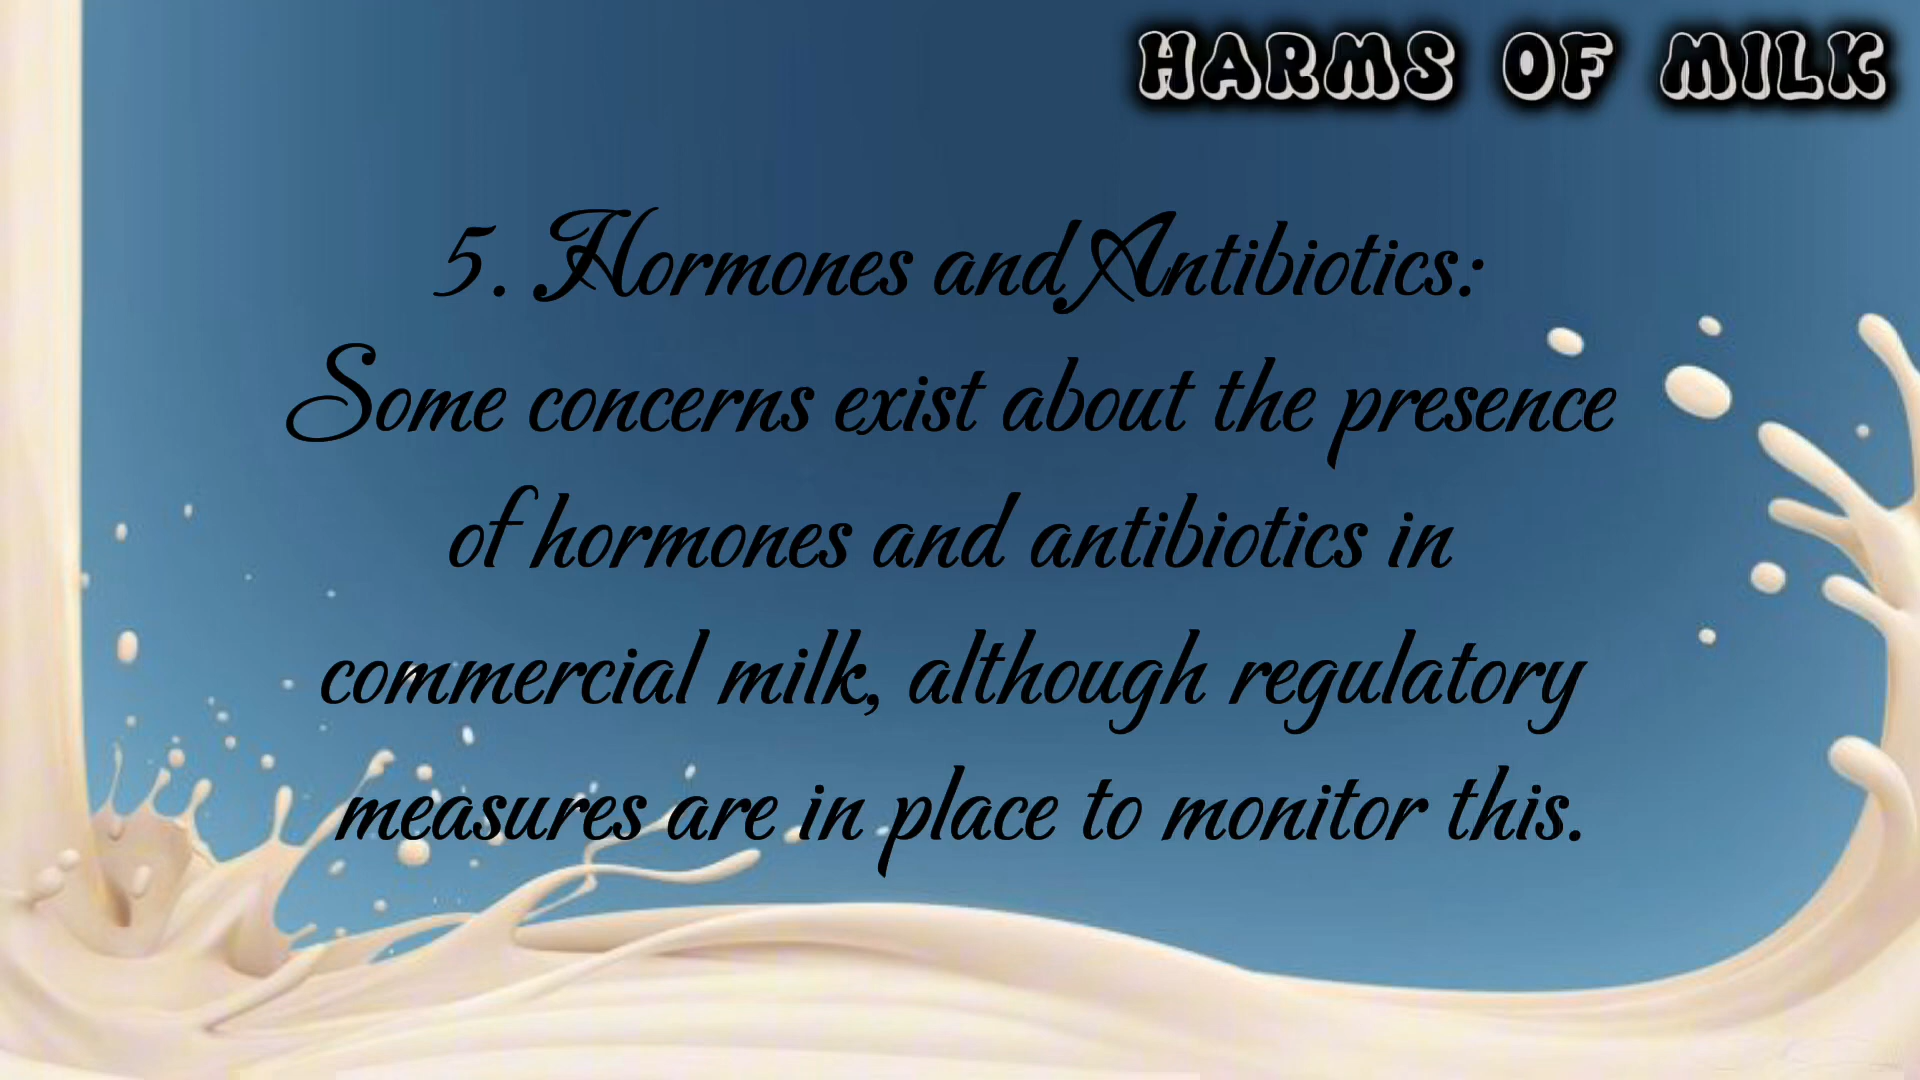 HARMS OF MILK
5. Hormones and Antibiotics:
Some concerns exist about the presence
of hormones and antibiotics in
commercial milk, although regulatory
measures are in place to monitor this.